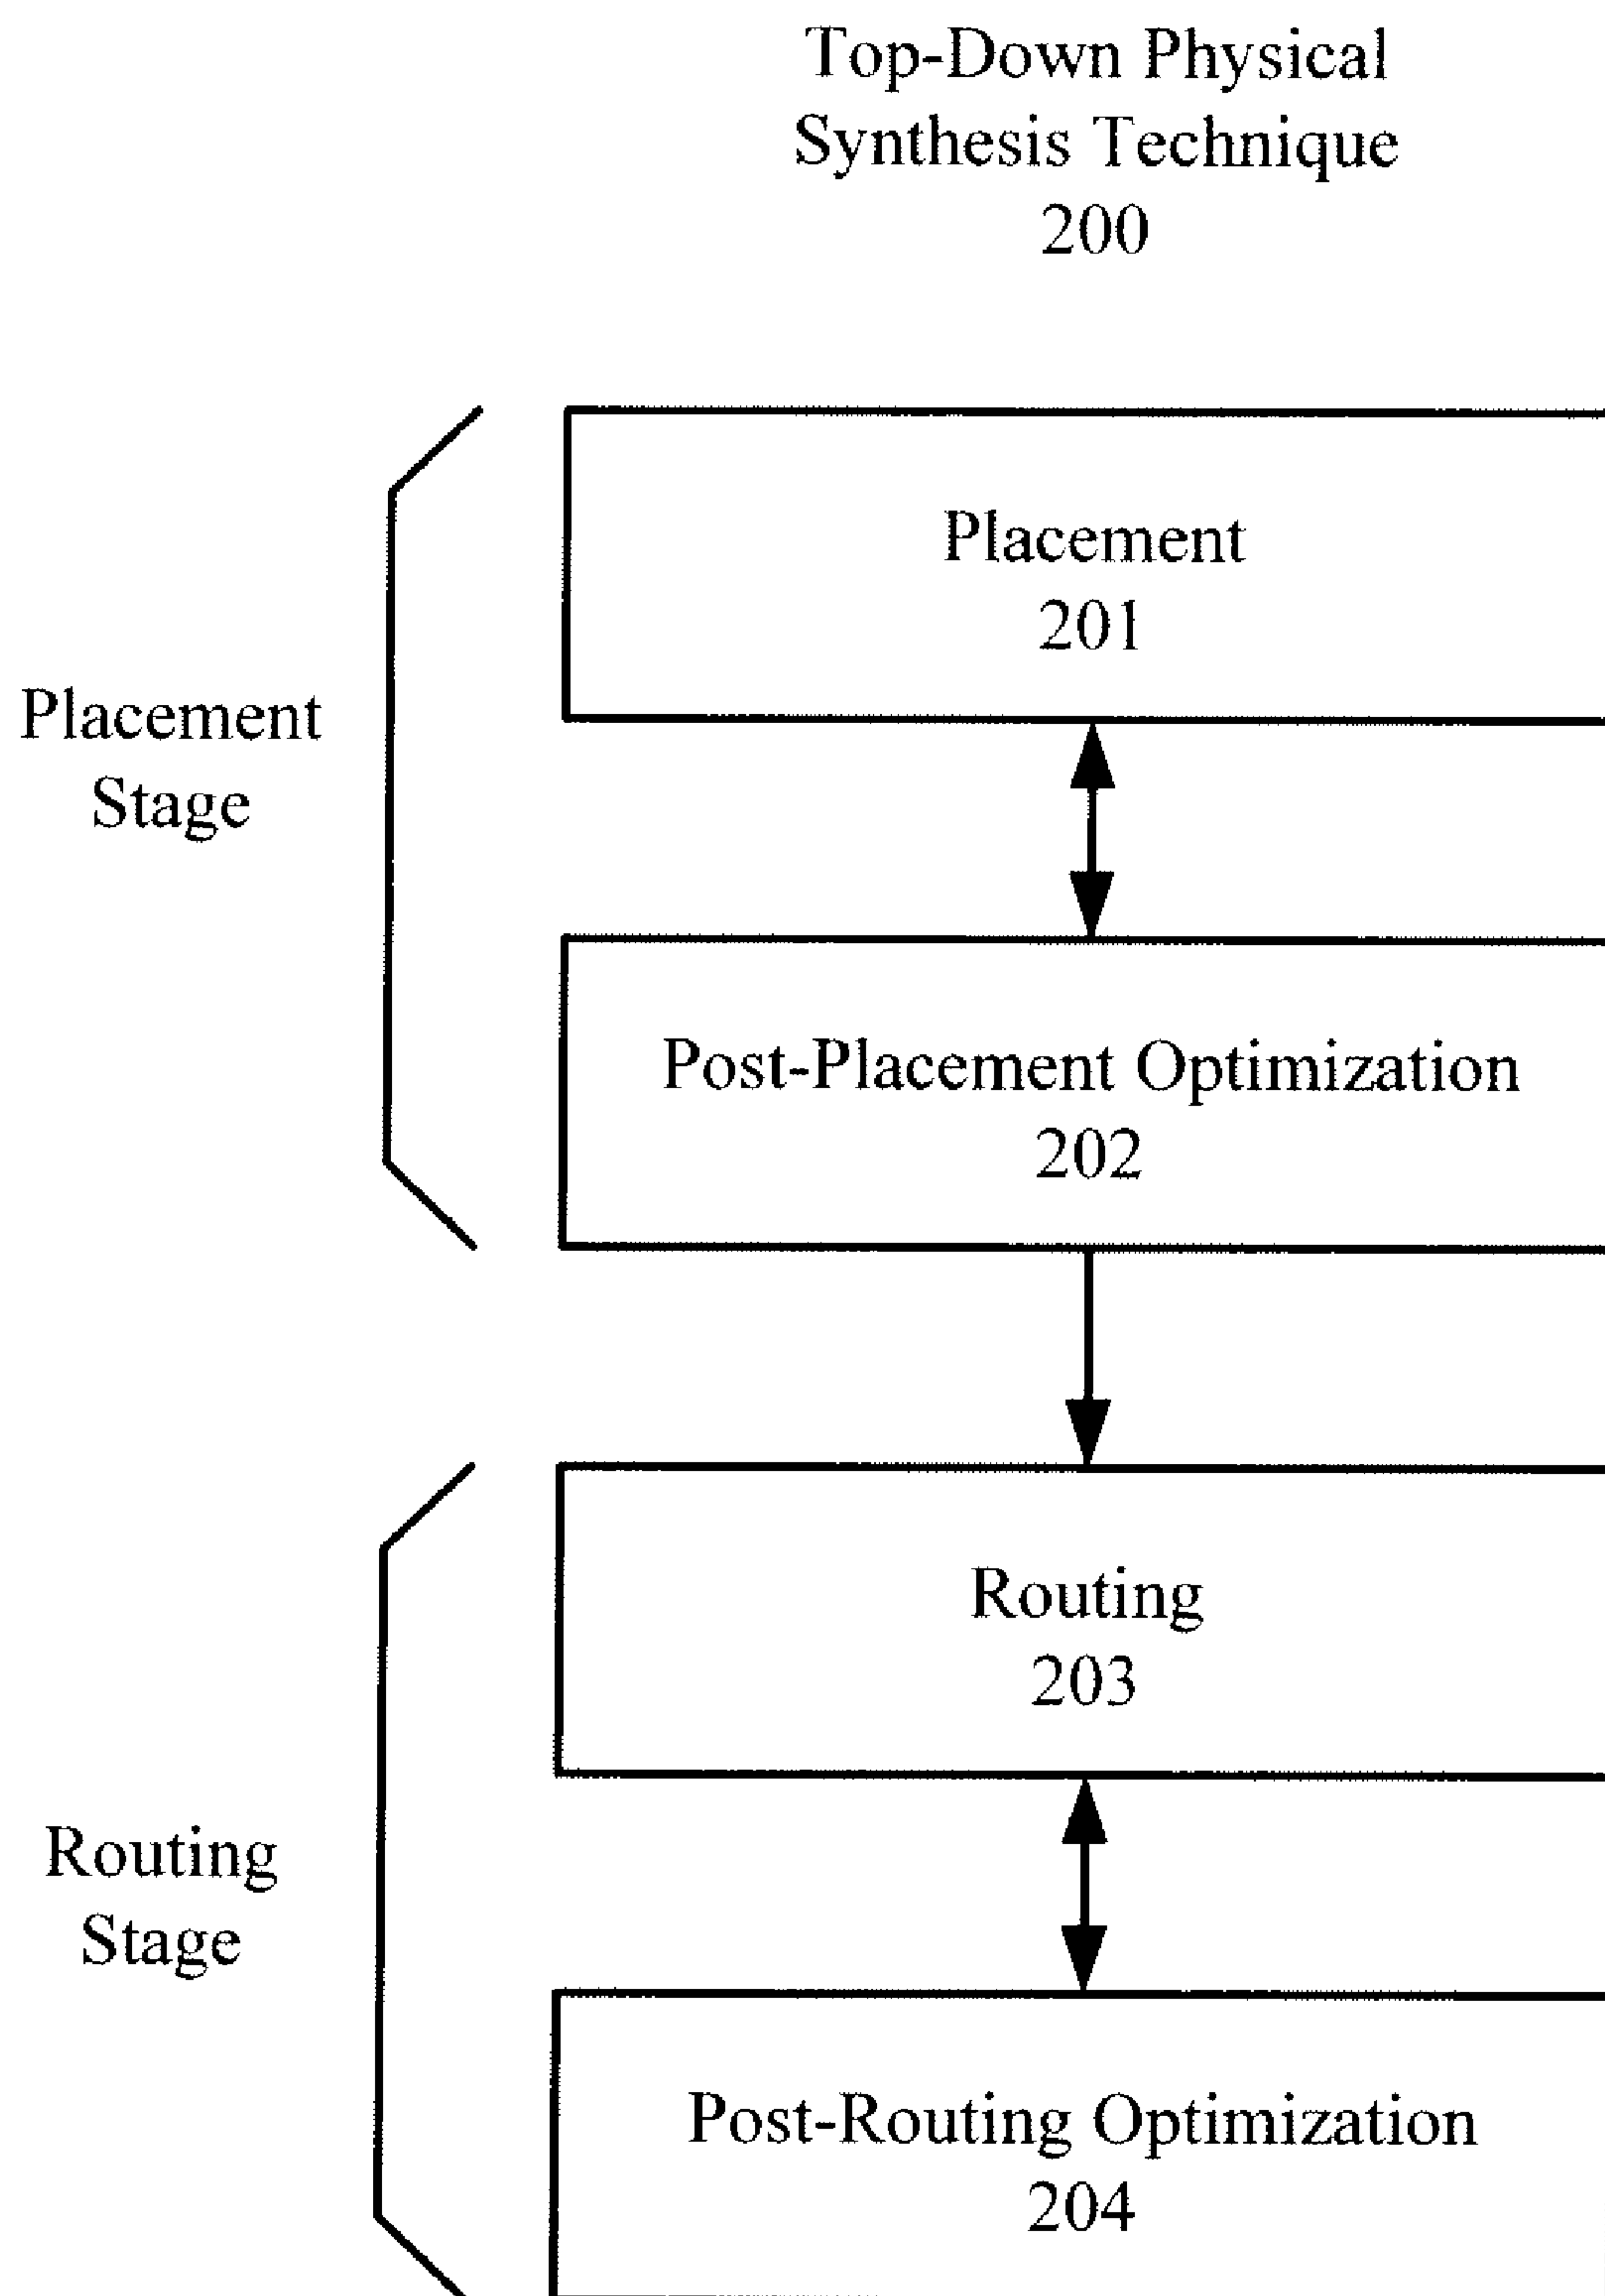 Top-Down Physical
Synthesis Technique
200
Placement
201
Placement
Stage
Post-Placement Optimization
202
Routing
203
Routing
Stage
Post-Routing Optimization
204